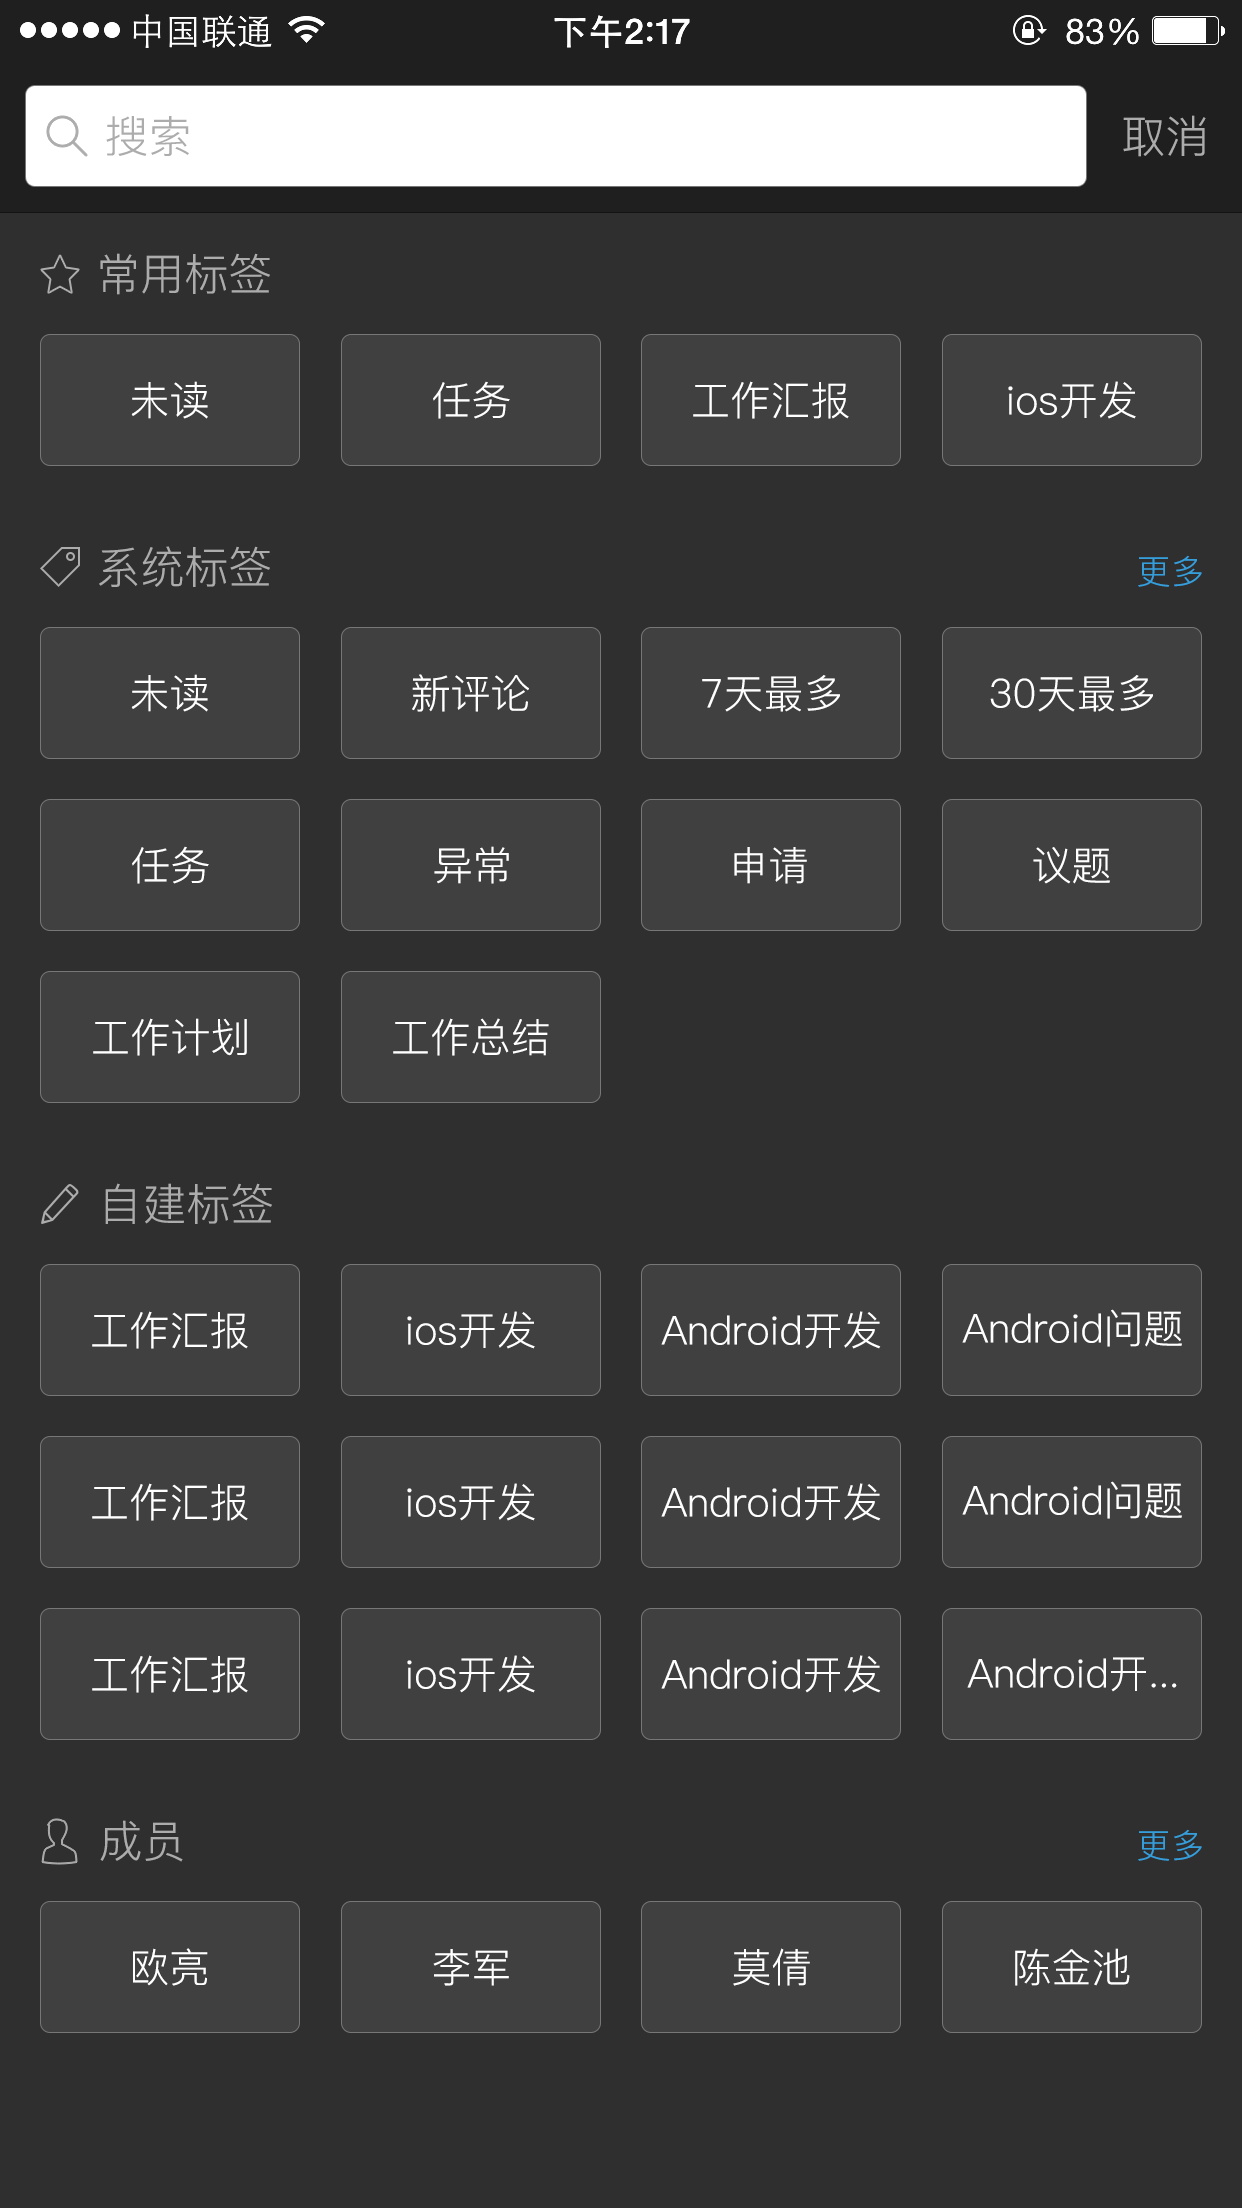 中国联通 下午2:17 83%
搜索 取消
常用标签
未读 任务 工作汇报 ios开发
系统标签 更多
未读 新评论 7天最多 30天最多
任务 异常 申请 议题
工作计划 工作总结
自建标签
工作汇报 ios开发 Android开发 Android问题
工作汇报 ios开发 Android开发 Android问题
工作汇报 ios开发 Android开发 Android开...
成员 更多
欧亮 李军 莫倩 陈金池